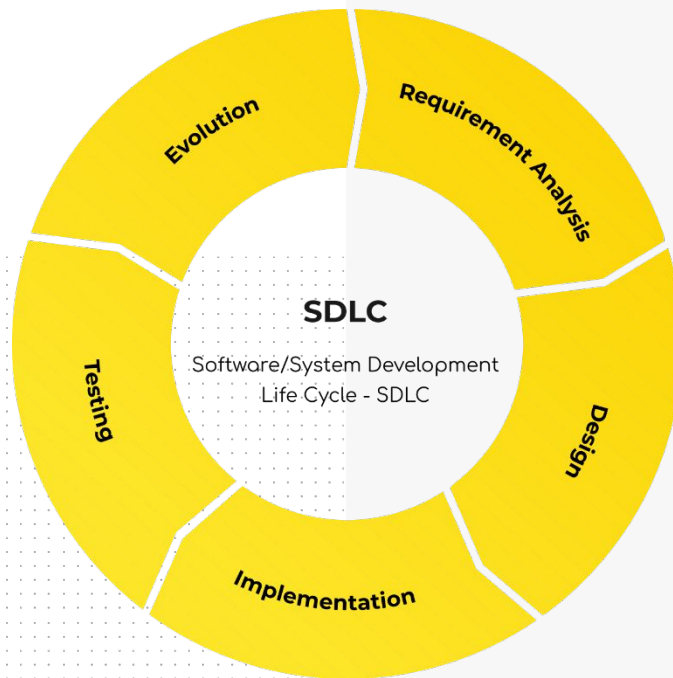 SDLC
Software/System Development
Life Cycle - SDLC
Requirement Analysis
Design
Implementation
Testing
Evolution